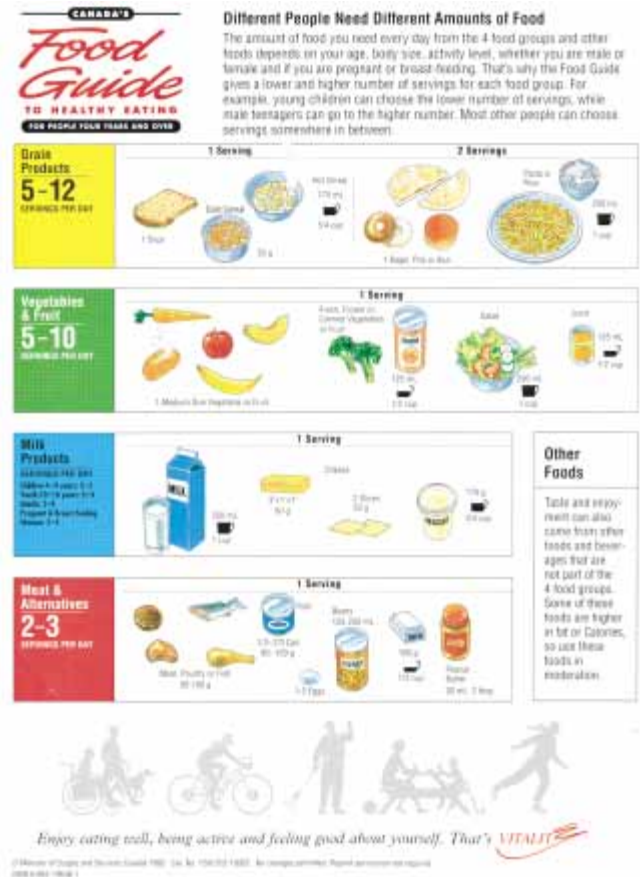 CANADA'S
Food
Guide
TO HEALTHY EATING
FOR PEOPLE FOUR YEARS AND OVER
Different People Need Different Amounts of Food
The amount of food you need every day from the 4 food groups and other
foods depends on your age, body size, activity level, whether you are male or
female and if you are pregnant or breast-feeding. That's why the Food Guide
gives a lower and higher number of servings for each food group. For
example, young children can choose the lower number of servings, while
male teenagers can go to the higher number. Most other people can choose
servings somewhere in between.
Grain
Products
5-12
SERVINGS PER DAY
1 Serving
2 Servings
Cold Cereal
Hot Cereal
1 Slice
30 g
3/4 cup
1 Bagel, Pita or Bun
Pasta or
Rice
1 cup
Vegetables
& Fruit
5-10
SERVINGS PER DAY
1 Serving
1 Medium Size Vegetable or Fruit
Fresh, Frozen or
Canned Vegetables
or Fruit
125 mL
1/2 cup
Salad
1 cup
Juice
125 mL
1/2 cup
Milk
Products
SERVINGS PER DAY
1 Serving
MILK
1 cup
Cheese
50 g
2 Slices
50 g
175 g
3/4 cup
Meat &
Alternatives
2-3
SERVINGS PER DAY
1 Serving
Meat, Poultry or Fish
50-100 g
Fish
1-2 Eggs
Beans
100 g
1/3 cup
Peanut
Butter
Other
Foods
Taste and enjoy-
ment can also
come from other
foods and bever-
ages that are
not part of the
4 food groups.
Some of these
foods are higher
in fat or Calories,
so use these
foods in
moderation.
Enjoy eating well, being active and feeling good about yourself. That's VITALITY